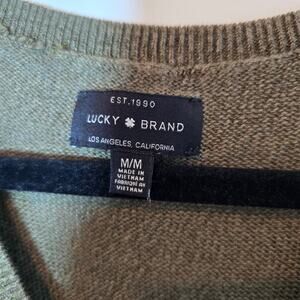 EST. 1990
LUCKY BRAND
LOS ANGELES, CALIFORNIA
M/M
MADE IN
VIETNAM
FABRIQUÉ AU
VIETNAM